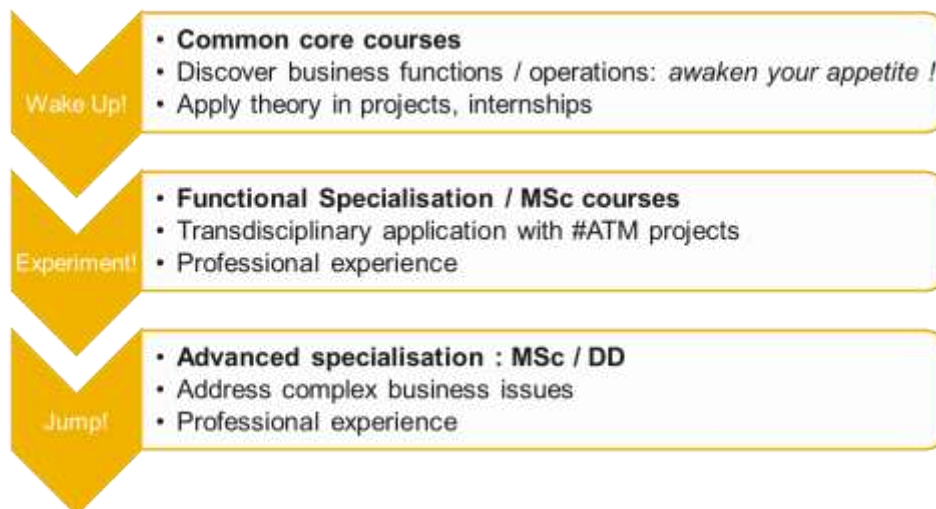 Wake Up!
• Common core courses
• Discover business functions / operations: awaken your appetite !
• Apply theory in projects, internships
Experiment!
• Functional Specialisation / MSc courses
• Transdisciplinary application with #ATM projects
• Professional experience
Jump!
• Advanced specialisation : MSc / DD
• Address complex business issues
• Professional experience